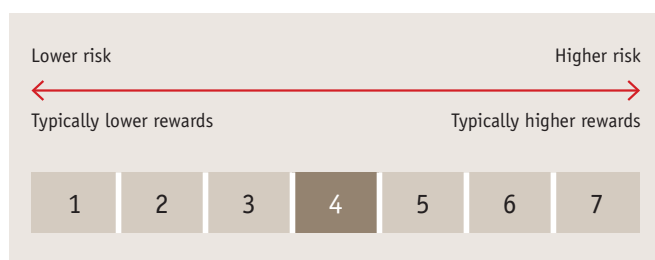 Lower risk Higher risk
Typically lower rewards Typically higher rewards
1 2 3 4 5 6 7